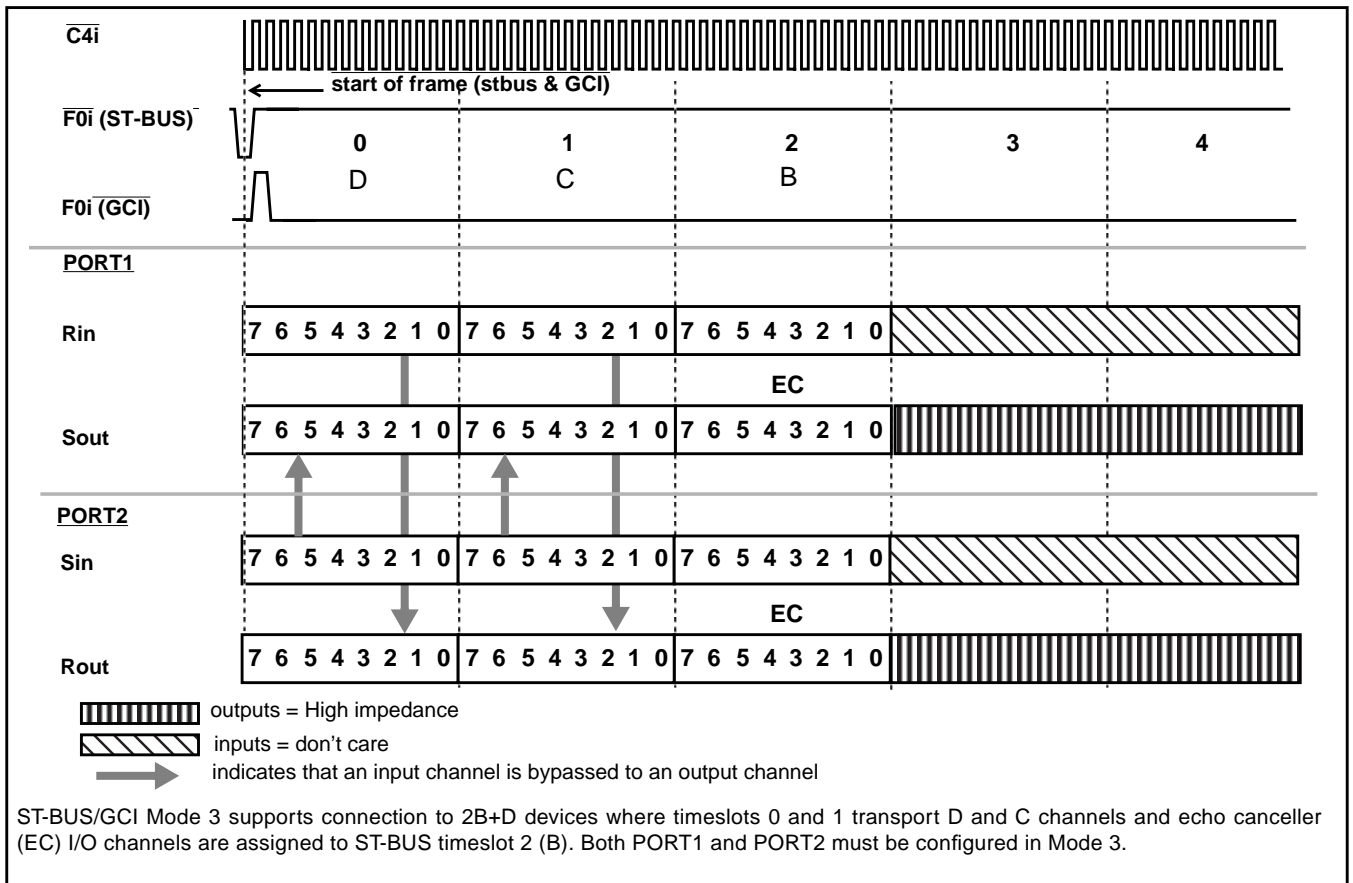 C4i
start of frame (stbus & GCI)
F0i (ST-BUS)
0 1 2 3 4
D C B
F0i (GCI)
PORT1
Rin 7 6 5 4 3 2 1 0 7 6 5 4 3 2 1 0 7 6 5 4 3 2 1 0
EC
Sout 7 6 5 4 3 2 1 0 7 6 5 4 3 2 1 0 7 6 5 4 3 2 1 0
PORT2
Sin 7 6 5 4 3 2 1 0 7 6 5 4 3 2 1 0 7 6 5 4 3 2 1 0
EC
Rout 7 6 5 4 3 2 1 0 7 6 5 4 3 2 1 0 7 6 5 4 3 2 1 0
outputs = High impedance
inputs = don't care
indicates that an input channel is bypassed to an output channel
ST-BUS/GCI Mode 3 supports connection to 2B+D devices where timeslots 0 and 1 transport D and C channels and echo canceller
(EC) I/O channels are assigned to ST-BUS timeslot 2 (B). Both PORT1 and PORT2 must be configured in Mode 3.